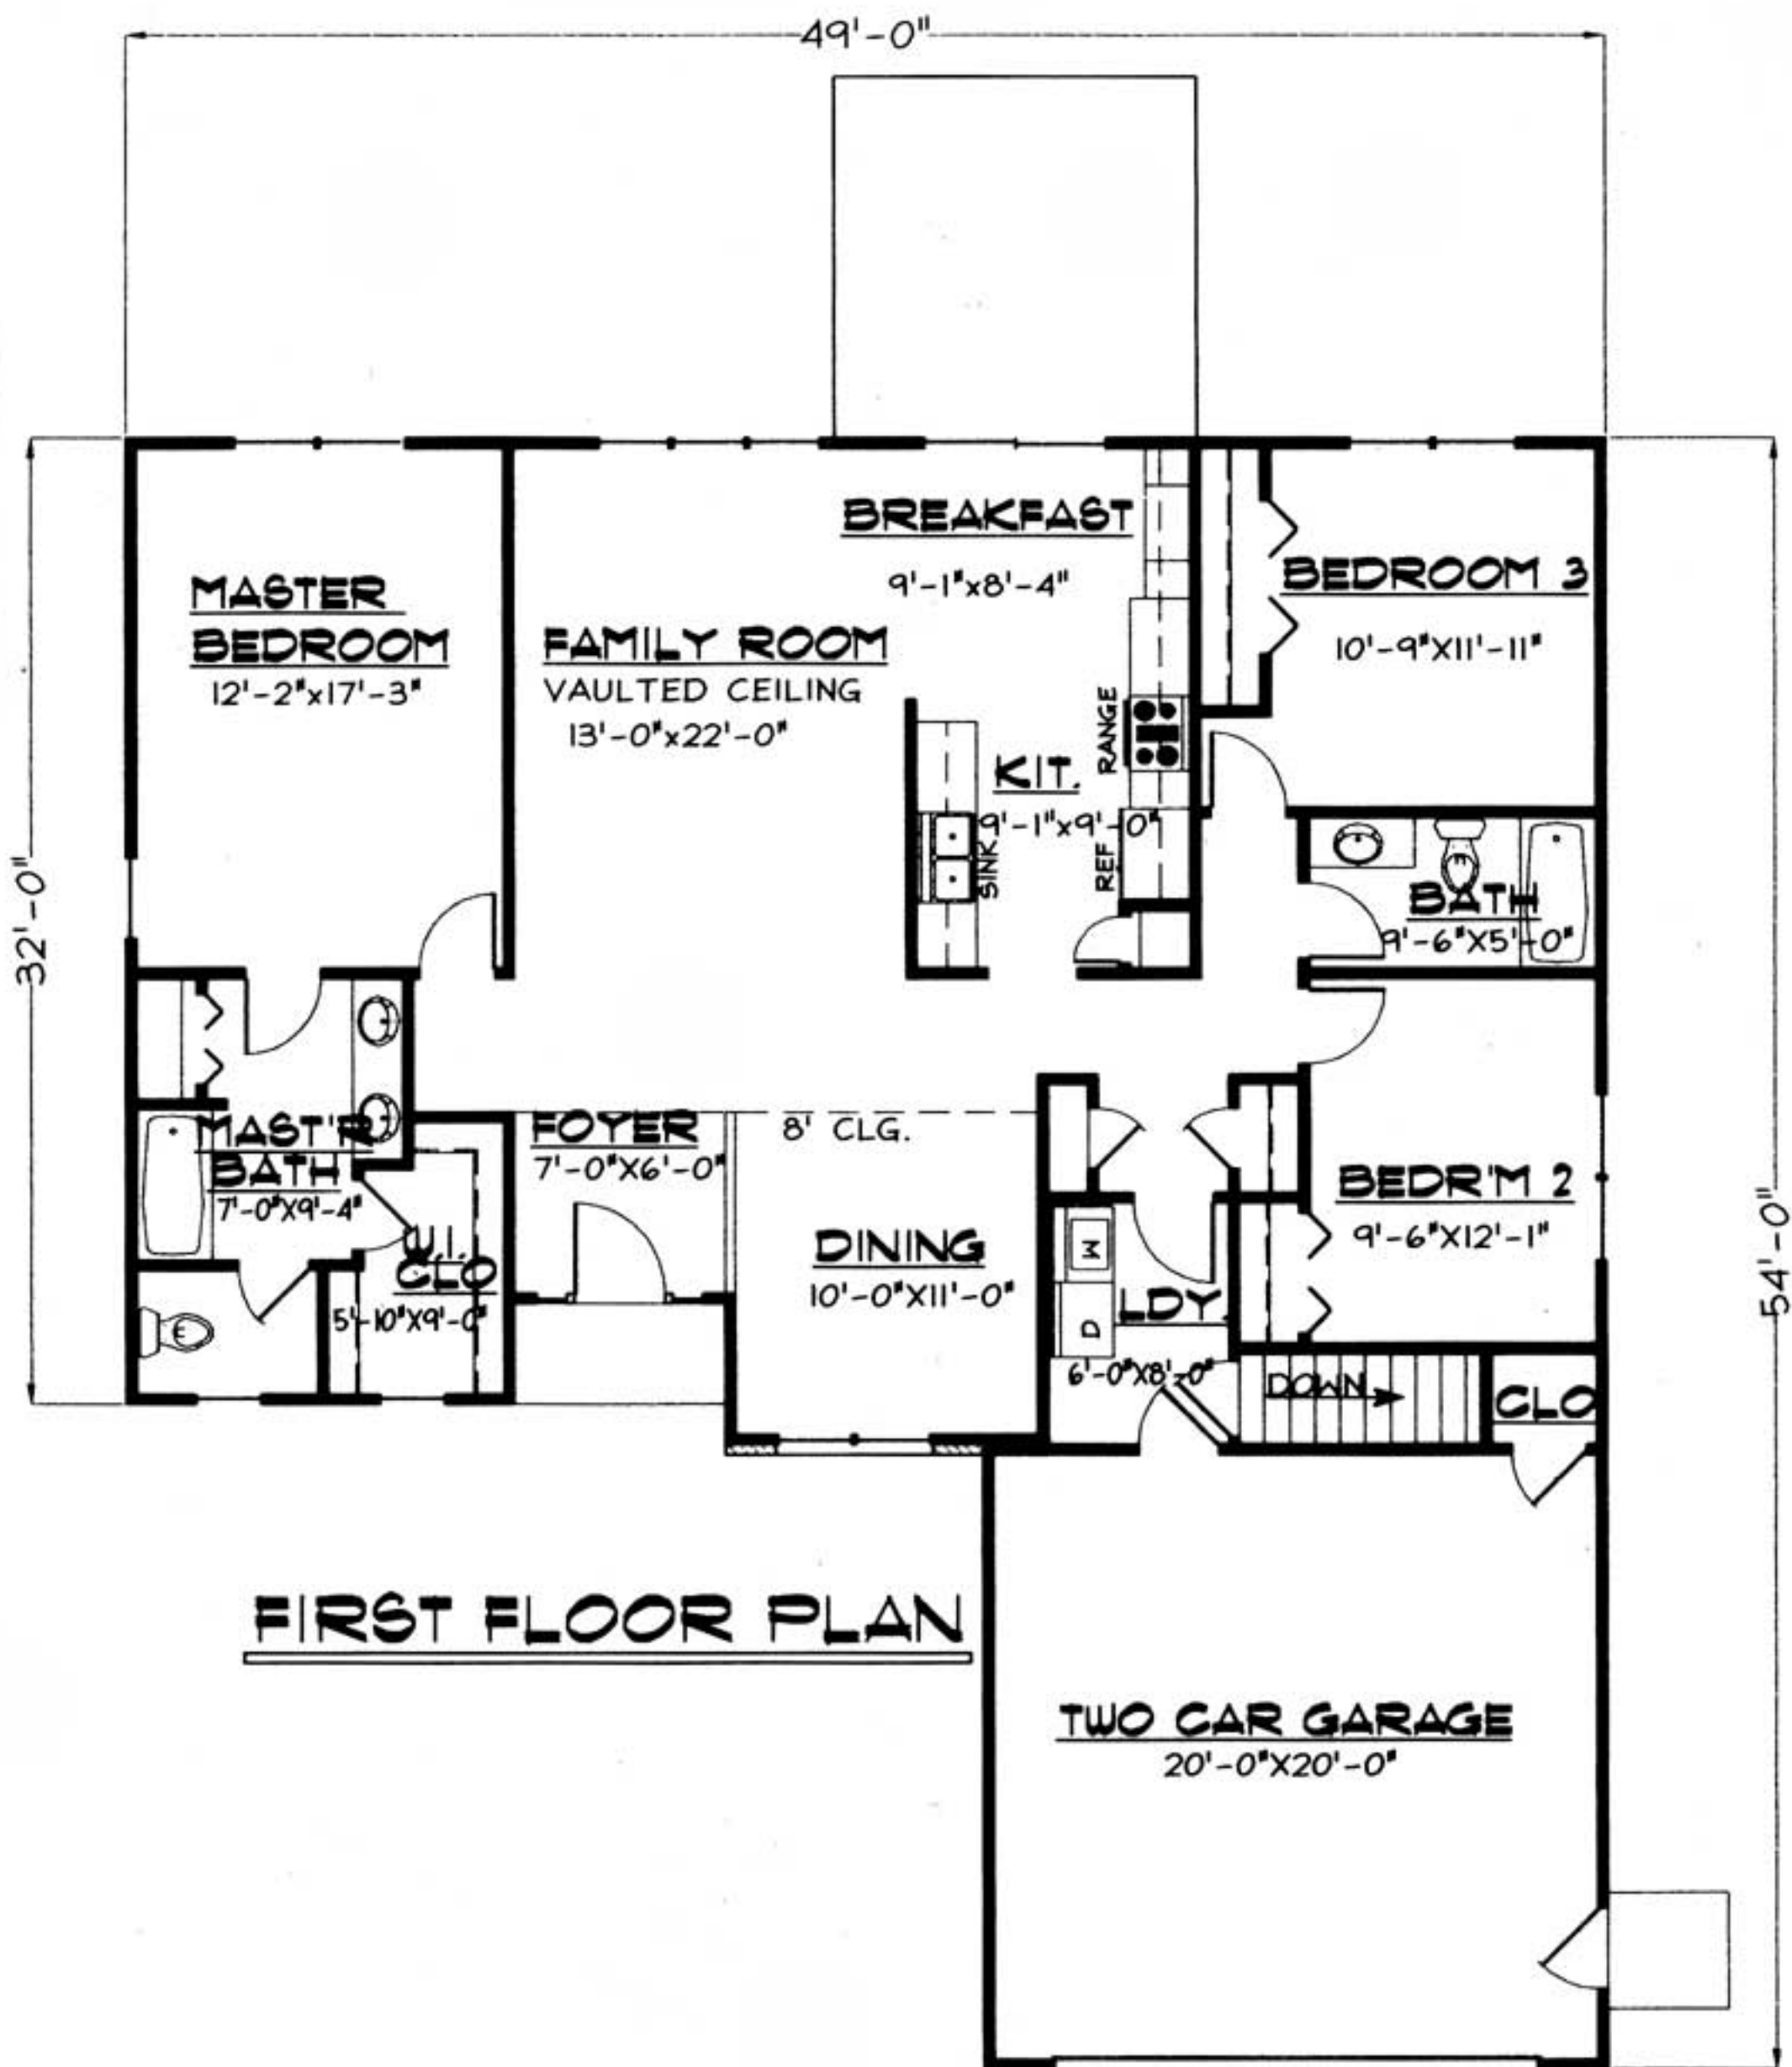 49'-0"
BREAKFAST
9'-1"x8'-4"
MASTER
BEDROOM
12'-2"x17'-3"
FAMILY ROOM
VAULTED CEILING
13'-0"x22'-0"
BEDROOM 3
10'-9"X11'-11"
RANGE
KIT.
9'-1"x9'-0"
SINK
REF
BATH
9'-6"X5'-0"
32'-0"
MAST'R
BATH
7'-0"X9'-4"
FOYER
7'-0"X6'-0"
8' CLG.
W.I.
CLO
5'-10"X9'-0"
DINING
10'-0"X11'-0"
W
D
LDY.
6'-0"X8'-0"
BEDR'M 2
9'-6"X12'-1"
DOWN
CLO
54'-0"
FIRST FLOOR PLAN
TWO CAR GARAGE
20'-0"X20'-0"